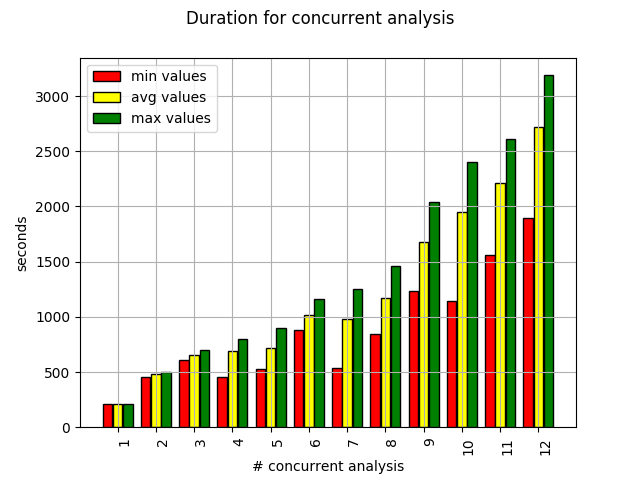 Duration for concurrent analysis
min values
avg values
max values
3000
2500
2000
1500
1000
500
0
seconds
1 2 3 4 5 6 7 8 9 10 11 12
# concurrent analysis